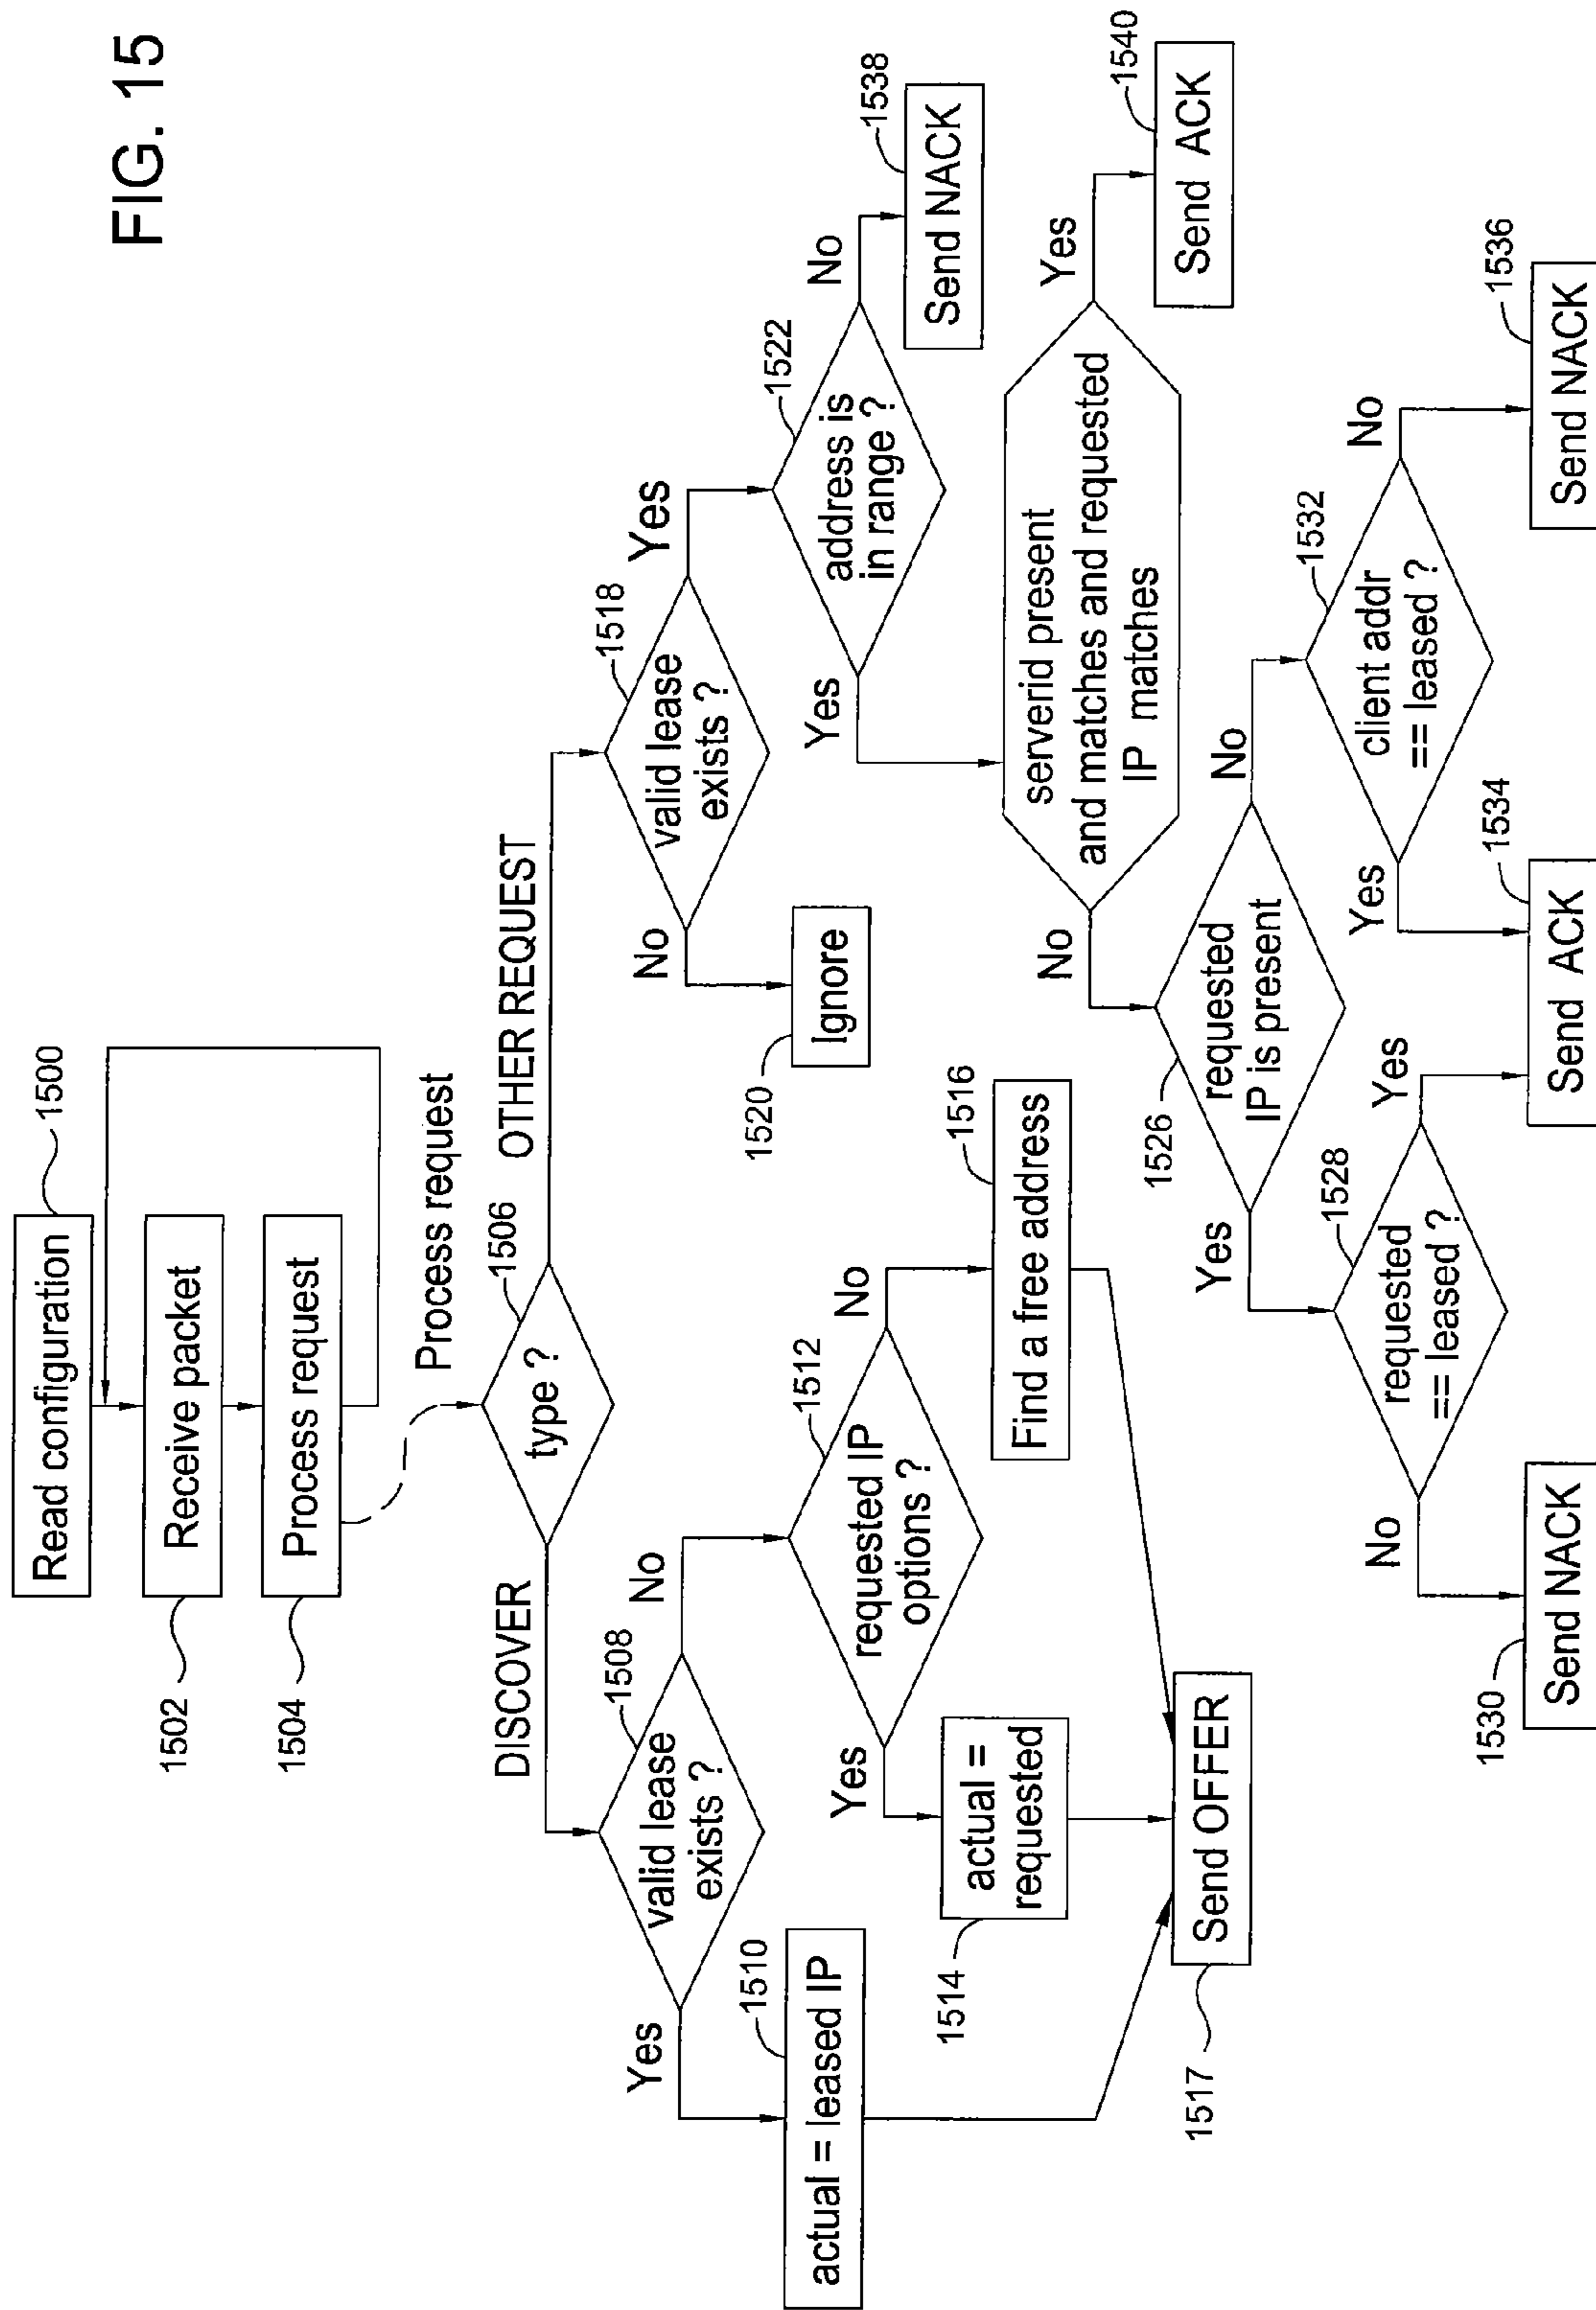 FIG. 15
Read configuration
1500
Receive packet
1502
Process request
1504
Process request
type ?
1506
DISCOVER
OTHER REQUEST
valid lease
exists ?
1508
Yes
No
actual = leased IP
1510
requested IP
options ?
1512
Yes
No
actual =
requested
1514
Find a free address
1516
Send OFFER
1517
valid lease
exists ?
1518
No
Yes
Ignore
1520
address is
in range ?
1522
Yes
No
Send NACK
1538
serverid present
and matches and requested
IP matches
No
Yes
Send ACK
1540
requested
IP is present
1526
Yes
No
requested
== leased ?
1528
No
Yes
client addr
== leased ?
1532
Yes
No
Send NACK
1530
Send ACK
1534
Send NACK
1536